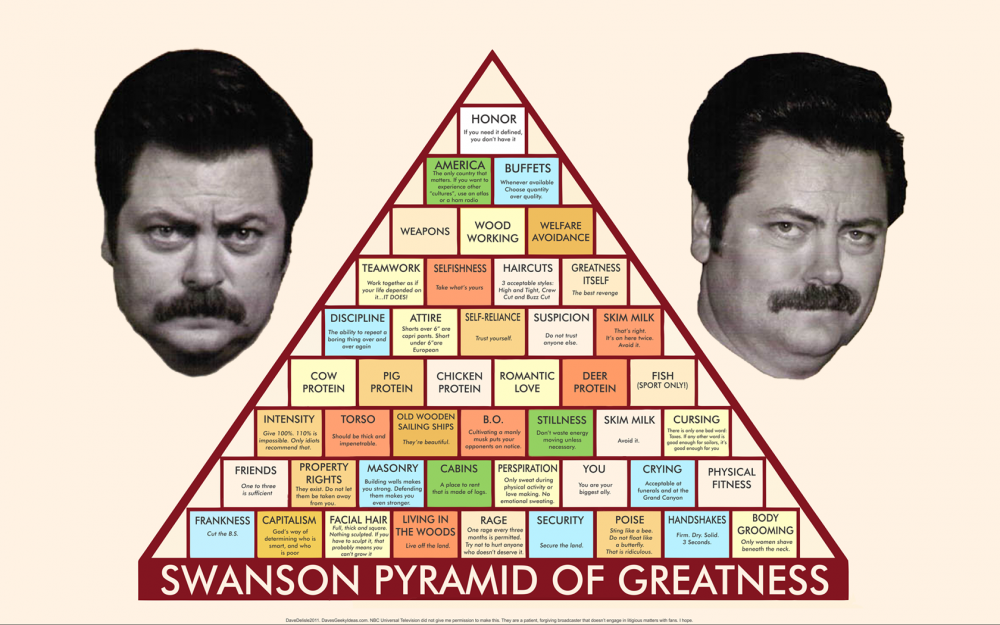 HONOR
If you need it defined,
you don't have it
AMERICA
The only country that
matters. If you want to
experience other
"cultures", use an atlas
or a ham radio
BUFFETS
Whenever available
Choose quantity
over quality.
WEAPONS
WOOD
WORKING
WELFARE
AVOIDANCE
TEAMWORK
Work together as if
your life depended on
it...IT DOES!
SELFISHNESS
Take what's yours
HAIRCUTS
3 acceptable styles:
High and Tight, Crew
Cut and Buzz Cut
GREATNESS
ITSELF
The best revenge
DISCIPLINE
The ability to repeat a
boring thing over and
over again
ATTIRE
Shorts over 6" are
capri pants. Short
under 6"are
European
SELF-RELIANCE
Trust yourself.
SUSPICION
Do not trust
anyone else.
SKIM MILK
That's right.
It's on here twice.
Avoid it.
COW
PROTEIN
PIG
PROTEIN
CHICKEN
PROTEIN
ROMANTIC
LOVE
DEER
PROTEIN
FISH
(SPORT ONLY!)
INTENSITY
Give 100%. 110% is
impossible. Only idiots
recommend that.
TORSO
Should be thick and
impenetrable.
OLD WOODEN
SAILING SHIPS
They're beautiful.
B.O.
Cultivating a manly
musk puts your
opponents on notice.
STILLNESS
Don't waste energy
moving unless
necessary.
SKIM MILK
Avoid it.
CURSING
There is only one bad word:
Taxes. If any other word is
good enough for sailors, it's
good enough for you
FRIENDS
One to three
is sufficient
PROPERTY
RIGHTS
They exist. Do not let
them be taken away
from you.
MASONRY
Building walls makes
you strong. Defending
them makes you
even stronger.
CABINS
A place to rent
that is made of logs.
PERSPIRATION
Only sweat during
physical activity or
love making. No
emotional sweating.
YOU
You are your
biggest ally.
CRYING
Acceptable at
funerals and at the
Grand Canyon
PHYSICAL
FITNESS
FRANKNESS
Cut the B.S.
CAPITALISM
God's way of
determining who is
smart, and who
is poor
FACIAL HAIR
Full, thick and square.
Nothing sculpted. If you
have to sculpt it, that
probably means you
can't grow it
LIVING IN
THE WOODS
Live off the land.
RAGE
One rage every three
months is permitted.
Try not to hurt anyone
who doesn't deserve it.
SECURITY
Secure the land.
POISE
Sting like a bee.
Do not float like
a butterfly.
That is ridiculous.
HANDSHAKES
Firm. Dry. Solid.
3 Seconds.
BODY
GROOMING
Only women shave
beneath the neck.
SWANSON PYRAMID OF GREATNESS
DaveDelisle2011. DavesGeekyIdeas.com. NBC Universal Television did not give me permission to make this. They are a patient, forgiving broadcaster that doesn't engage in litigious matters with fans. I hope.